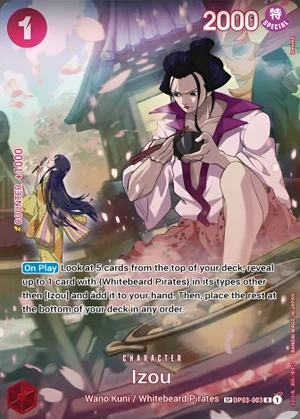 1
2000
特
SPECIAL
COUNTER +1000
On Play Look at 5 cards from the top of your deck, reveal
up to 1 card with {Whitebeard Pirates} in its types other
then [Izou] and add it to your hand. Then, place the rest at
the bottom of your deck in any order.
CHARACTER
Izou
Wano Kuni / Whitebeard Pirates
SP OP03-003 R 1